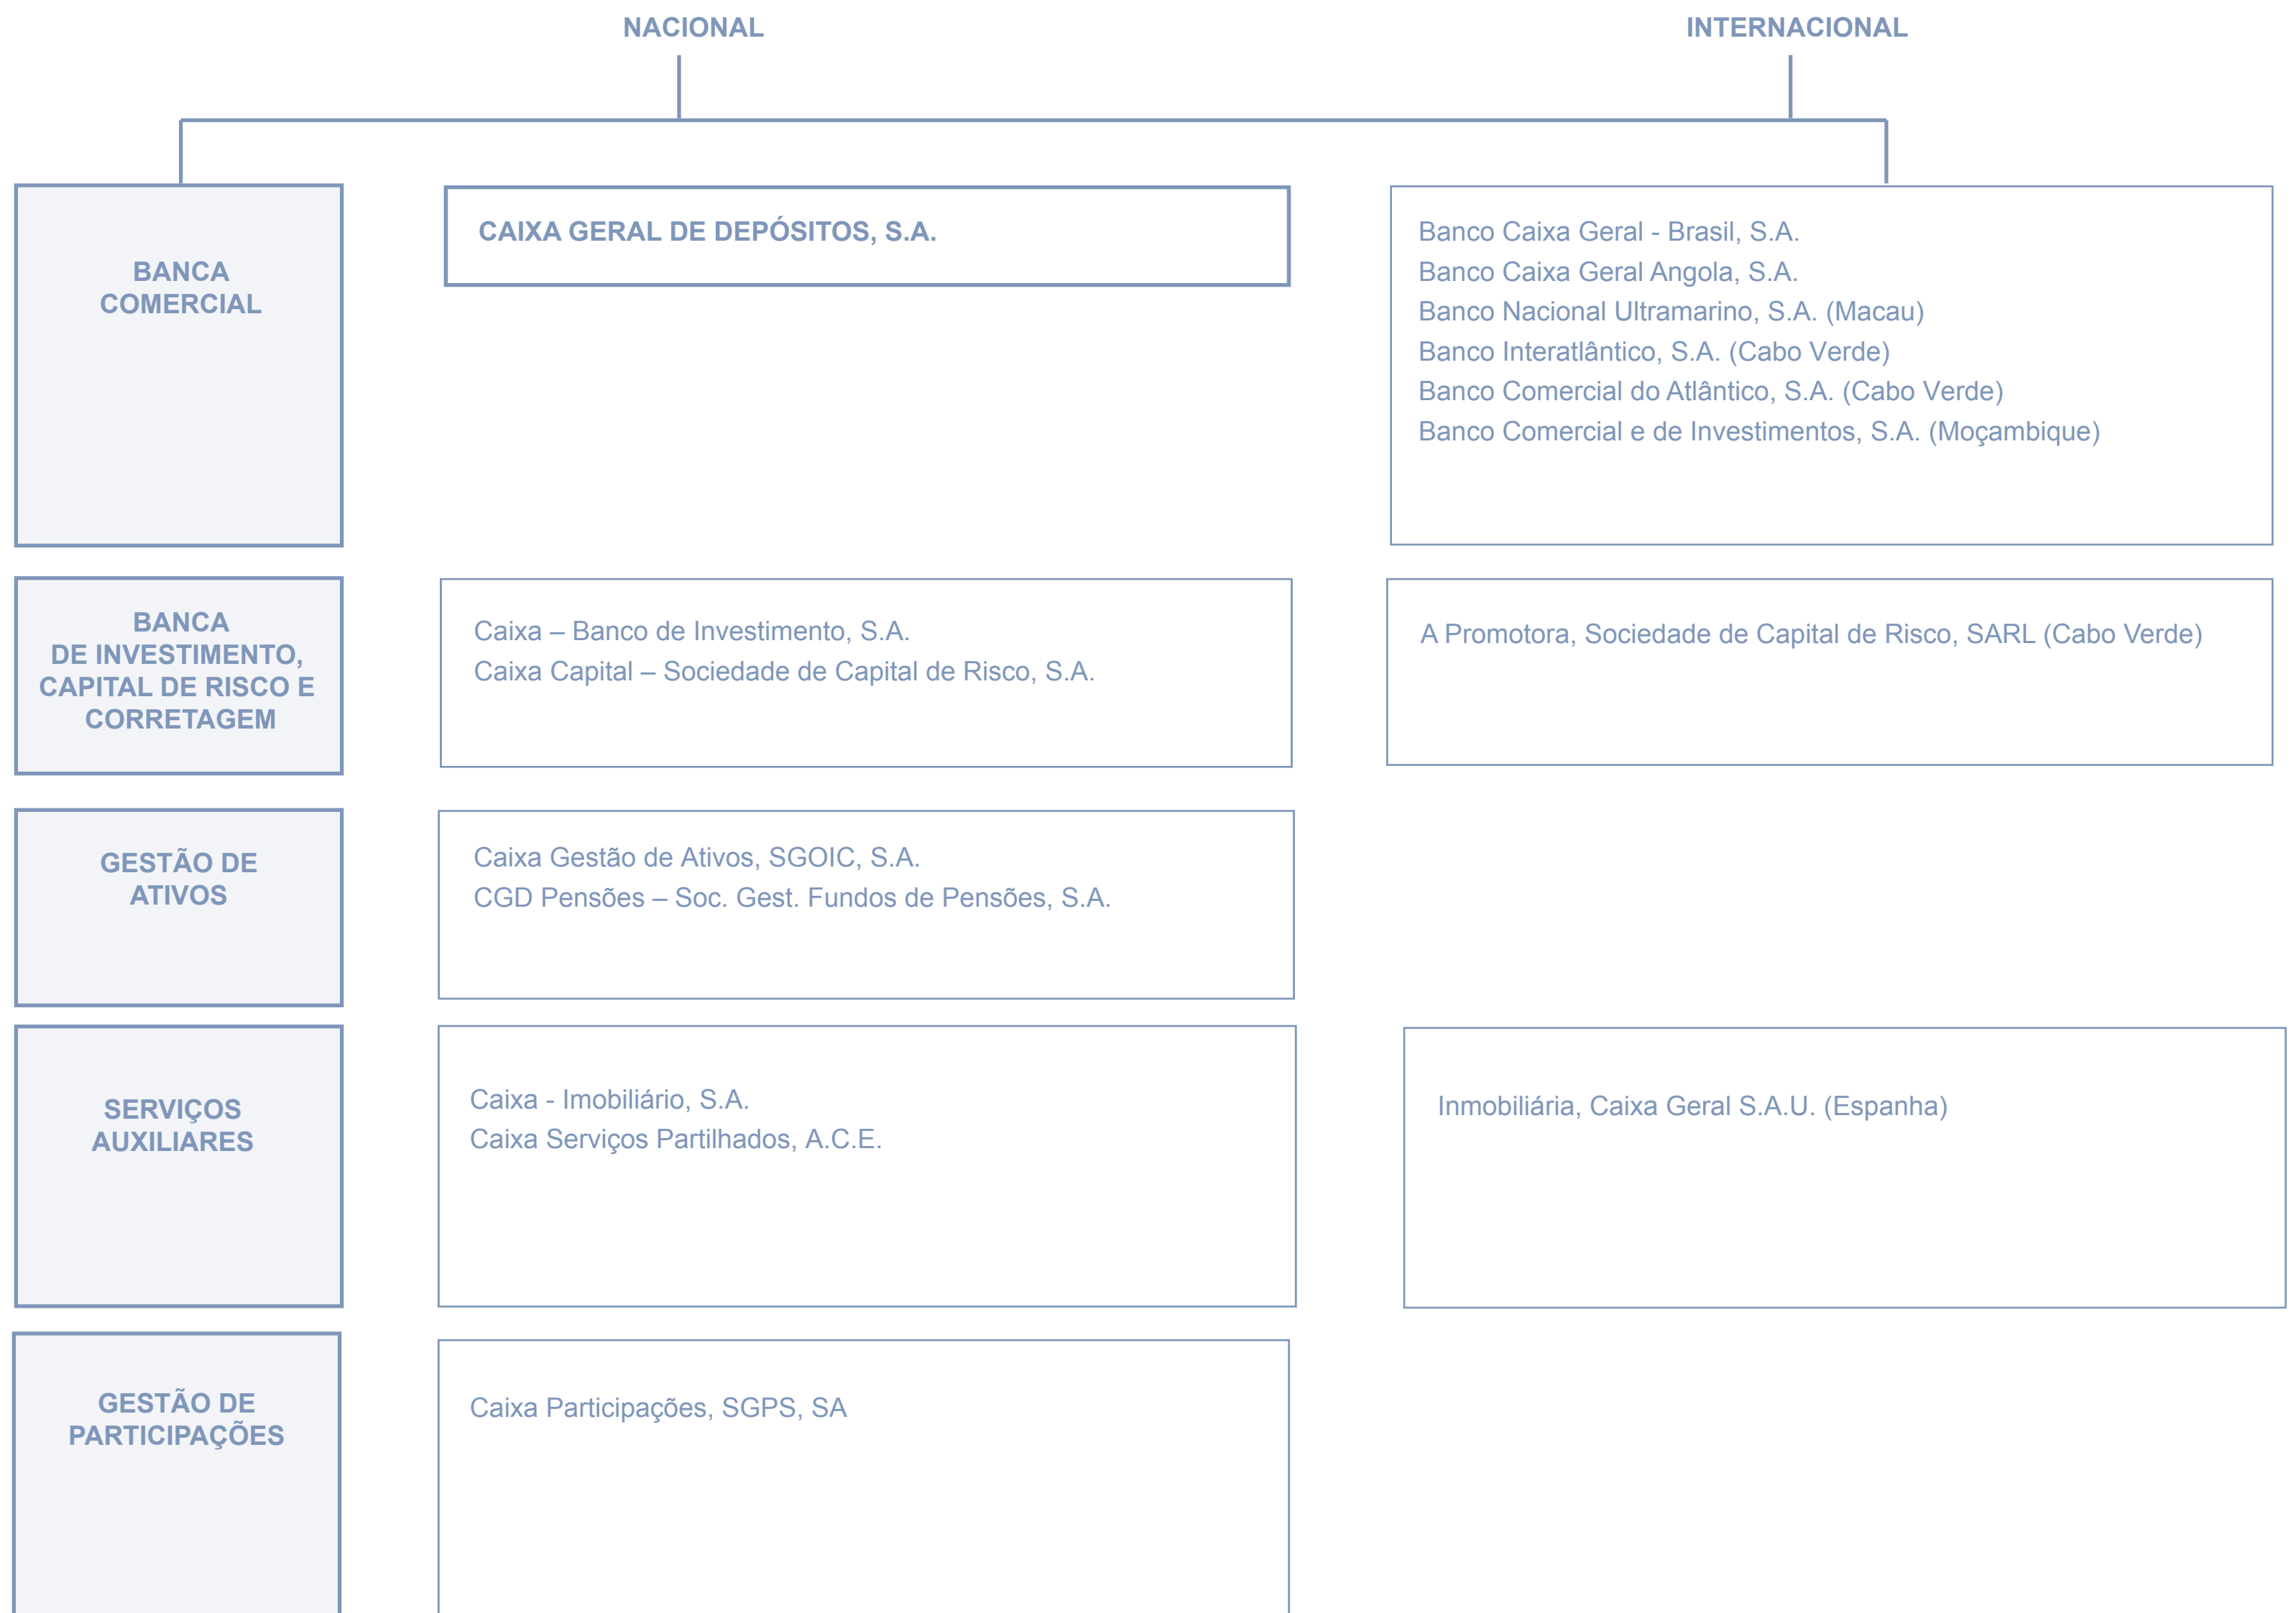 NACIONAL
INTERNACIONAL
BANCA
COMERCIAL
CAIXA GERAL DE DEPÓSITOS, S.A.
Banco Caixa Geral - Brasil, S.A.
Banco Caixa Geral Angola, S.A.
Banco Nacional Ultramarino, S.A. (Macau)
Banco Interatlântico, S.A. (Cabo Verde)
Banco Comercial do Atlântico, S.A. (Cabo Verde)
Banco Comercial e de Investimentos, S.A. (Moçambique)
BANCA
DE INVESTIMENTO,
CAPITAL DE RISCO E
CORRETAGEM
Caixa – Banco de Investimento, S.A.
Caixa Capital – Sociedade de Capital de Risco, S.A.
A Promotora, Sociedade de Capital de Risco, SARL (Cabo Verde)
GESTÃO DE
ATIVOS
Caixa Gestão de Ativos, SGOIC, S.A.
CGD Pensões – Soc. Gest. Fundos de Pensões, S.A.
SERVIÇOS
AUXILIARES
Caixa - Imobiliário, S.A.
Caixa Serviços Partilhados, A.C.E.
Inmobiliária, Caixa Geral S.A.U. (Espanha)
GESTÃO DE
PARTICIPAÇÕES
Caixa Participações, SGPS, SA